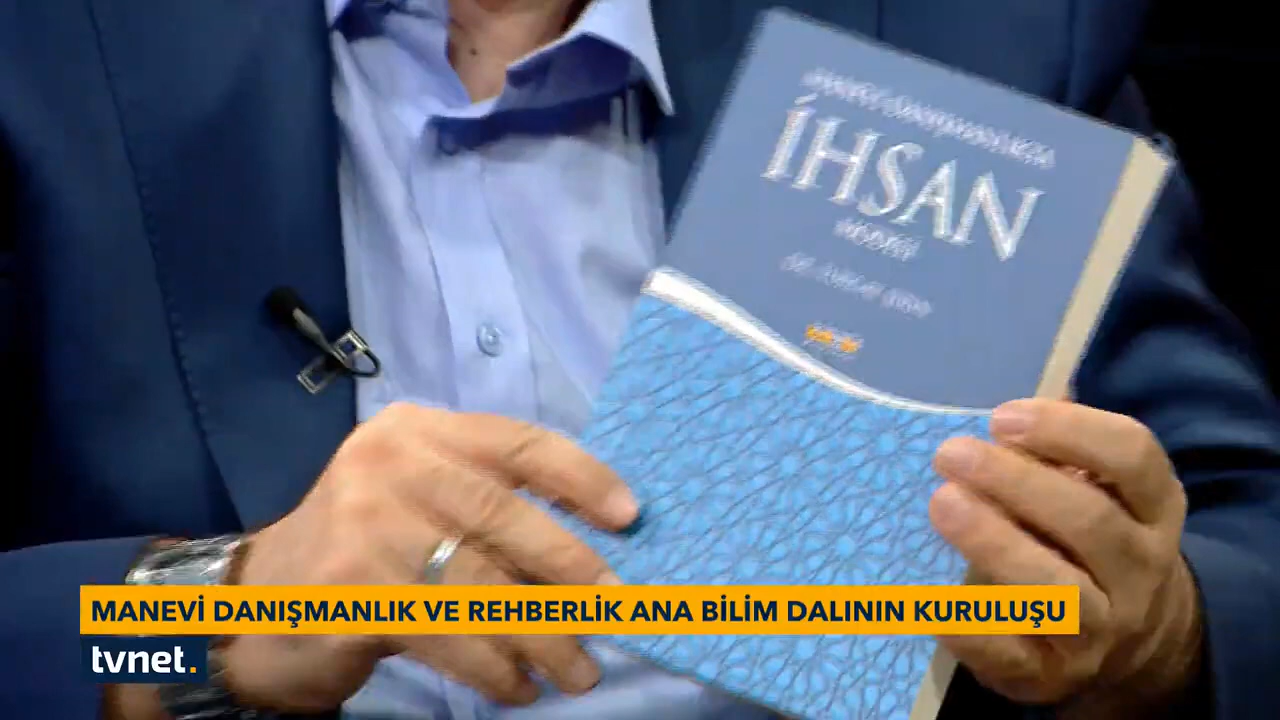 İHSAN
MANEVİ DANIŞMANLIK VE REHBERLİK ANA BİLİM DALININ KURULUŞU
tvnet.